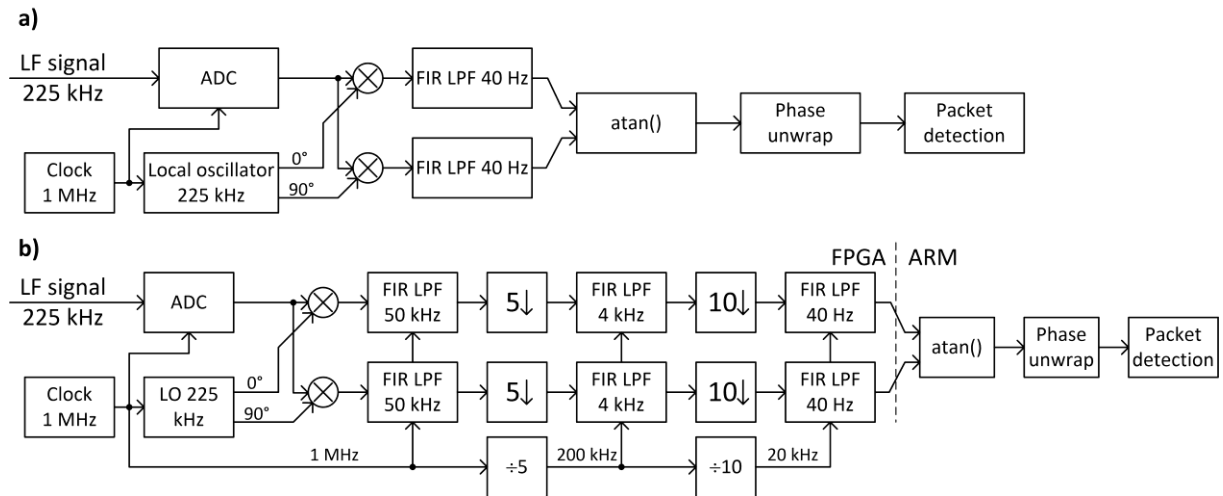 a)
LF signal
225 kHz
ADC
FIR LPF 40 Hz
atan()
Phase
unwrap
Packet
detection
Clock
1 MHz
Local oscillator
225 kHz
0°
90°
FIR LPF 40 Hz
b)
FPGA
ARM
LF signal
225 kHz
ADC
FIR LPF
50 kHz
5↓
FIR LPF
4 kHz
10↓
FIR LPF
40 Hz
atan()
Phase
unwrap
Packet
detection
Clock
1 MHz
LO 225
kHz
0°
90°
FIR LPF
50 kHz
5↓
FIR LPF
4 kHz
10↓
FIR LPF
40 Hz
1 MHz
÷5
200 kHz
÷10
20 kHz